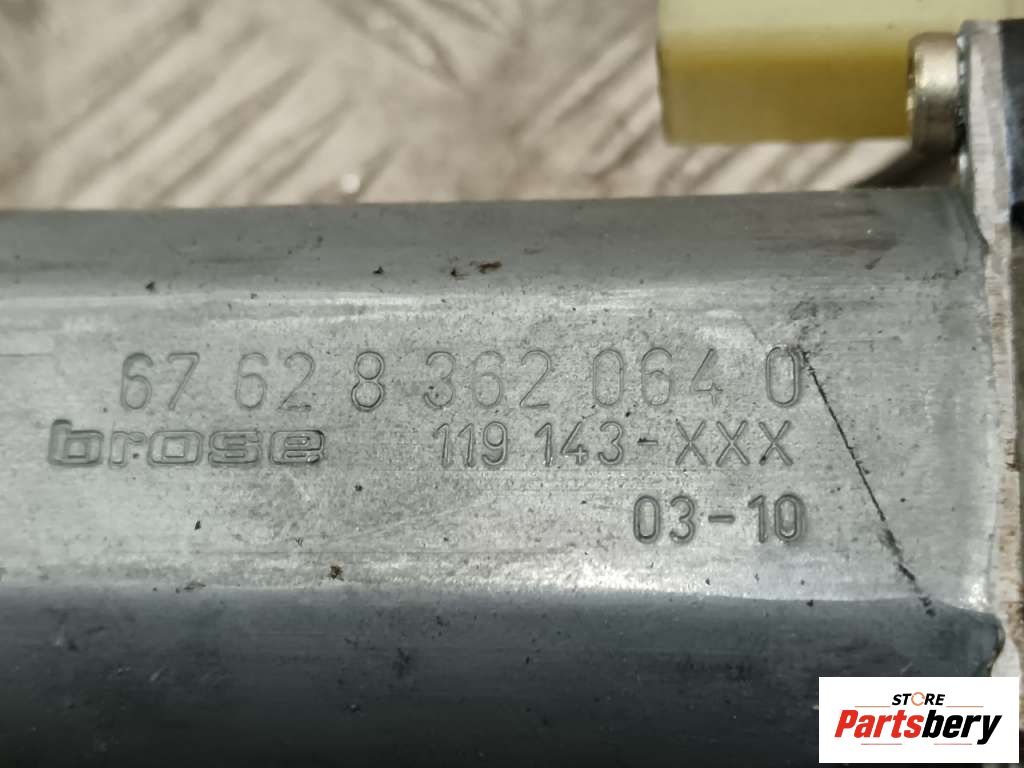 67 62 8 362 064 0
brose 119 143-XXX
03-10
STORE
Partsbery